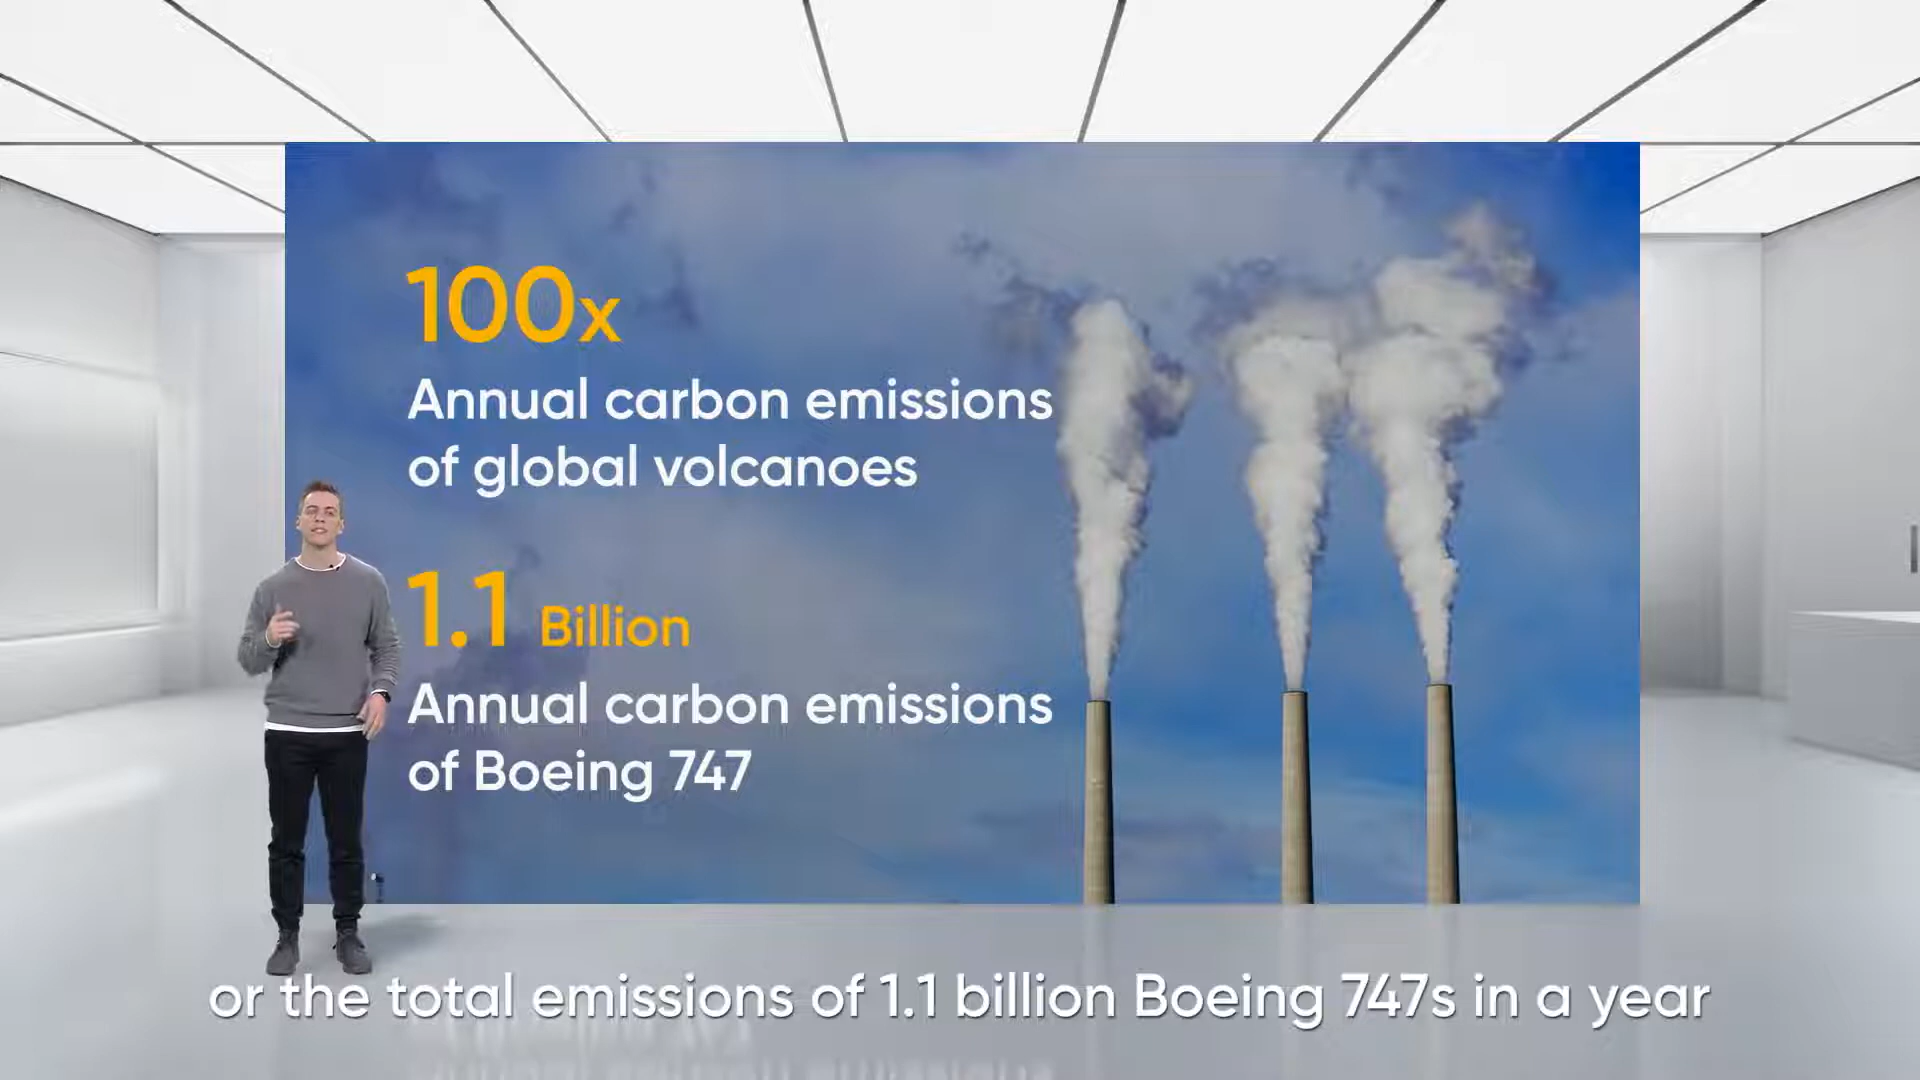 100x
Annual carbon emissions
of global volcanoes
1.1 Billion
Annual carbon emissions
of Boeing 747
or the total emissions of 1.1 billion Boeing 747s in a year